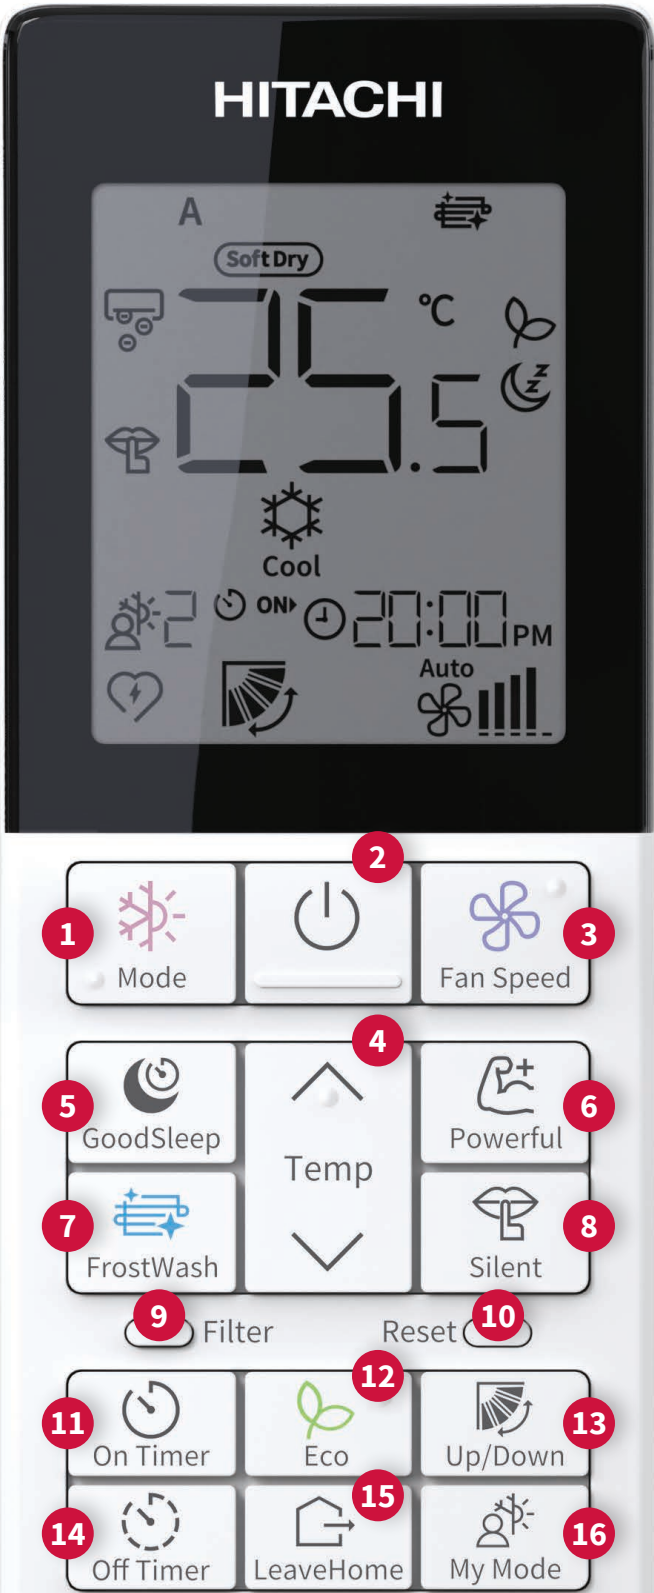 HITACHI
A
Soft Dry
25.5 °C
z z
Cool
2 ON 20:00 PM
Auto
2
1 3
Mode Fan Speed
4
5 6
GoodSleep Powerful
Temp
7 8
FrostWash Silent
9 Filter Reset 10
12
11 13
On Timer Eco Up/Down
15
14 16
Off Timer LeaveHome My Mode